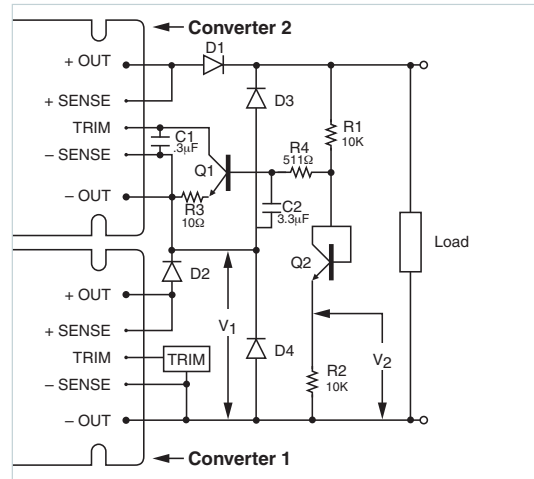 Converter 2
+ OUT
D1
+ SENSE
D3
TRIM
C1
.3μF
R4
511Ω
R1
10K
– SENSE
Q1
– OUT
R3
10Ω
C2
3.3μF
Load
D2
Q2
+ OUT
V1
+ SENSE
V2
TRIM
TRIM
D4
– SENSE
R2
10K
– OUT
Converter 1